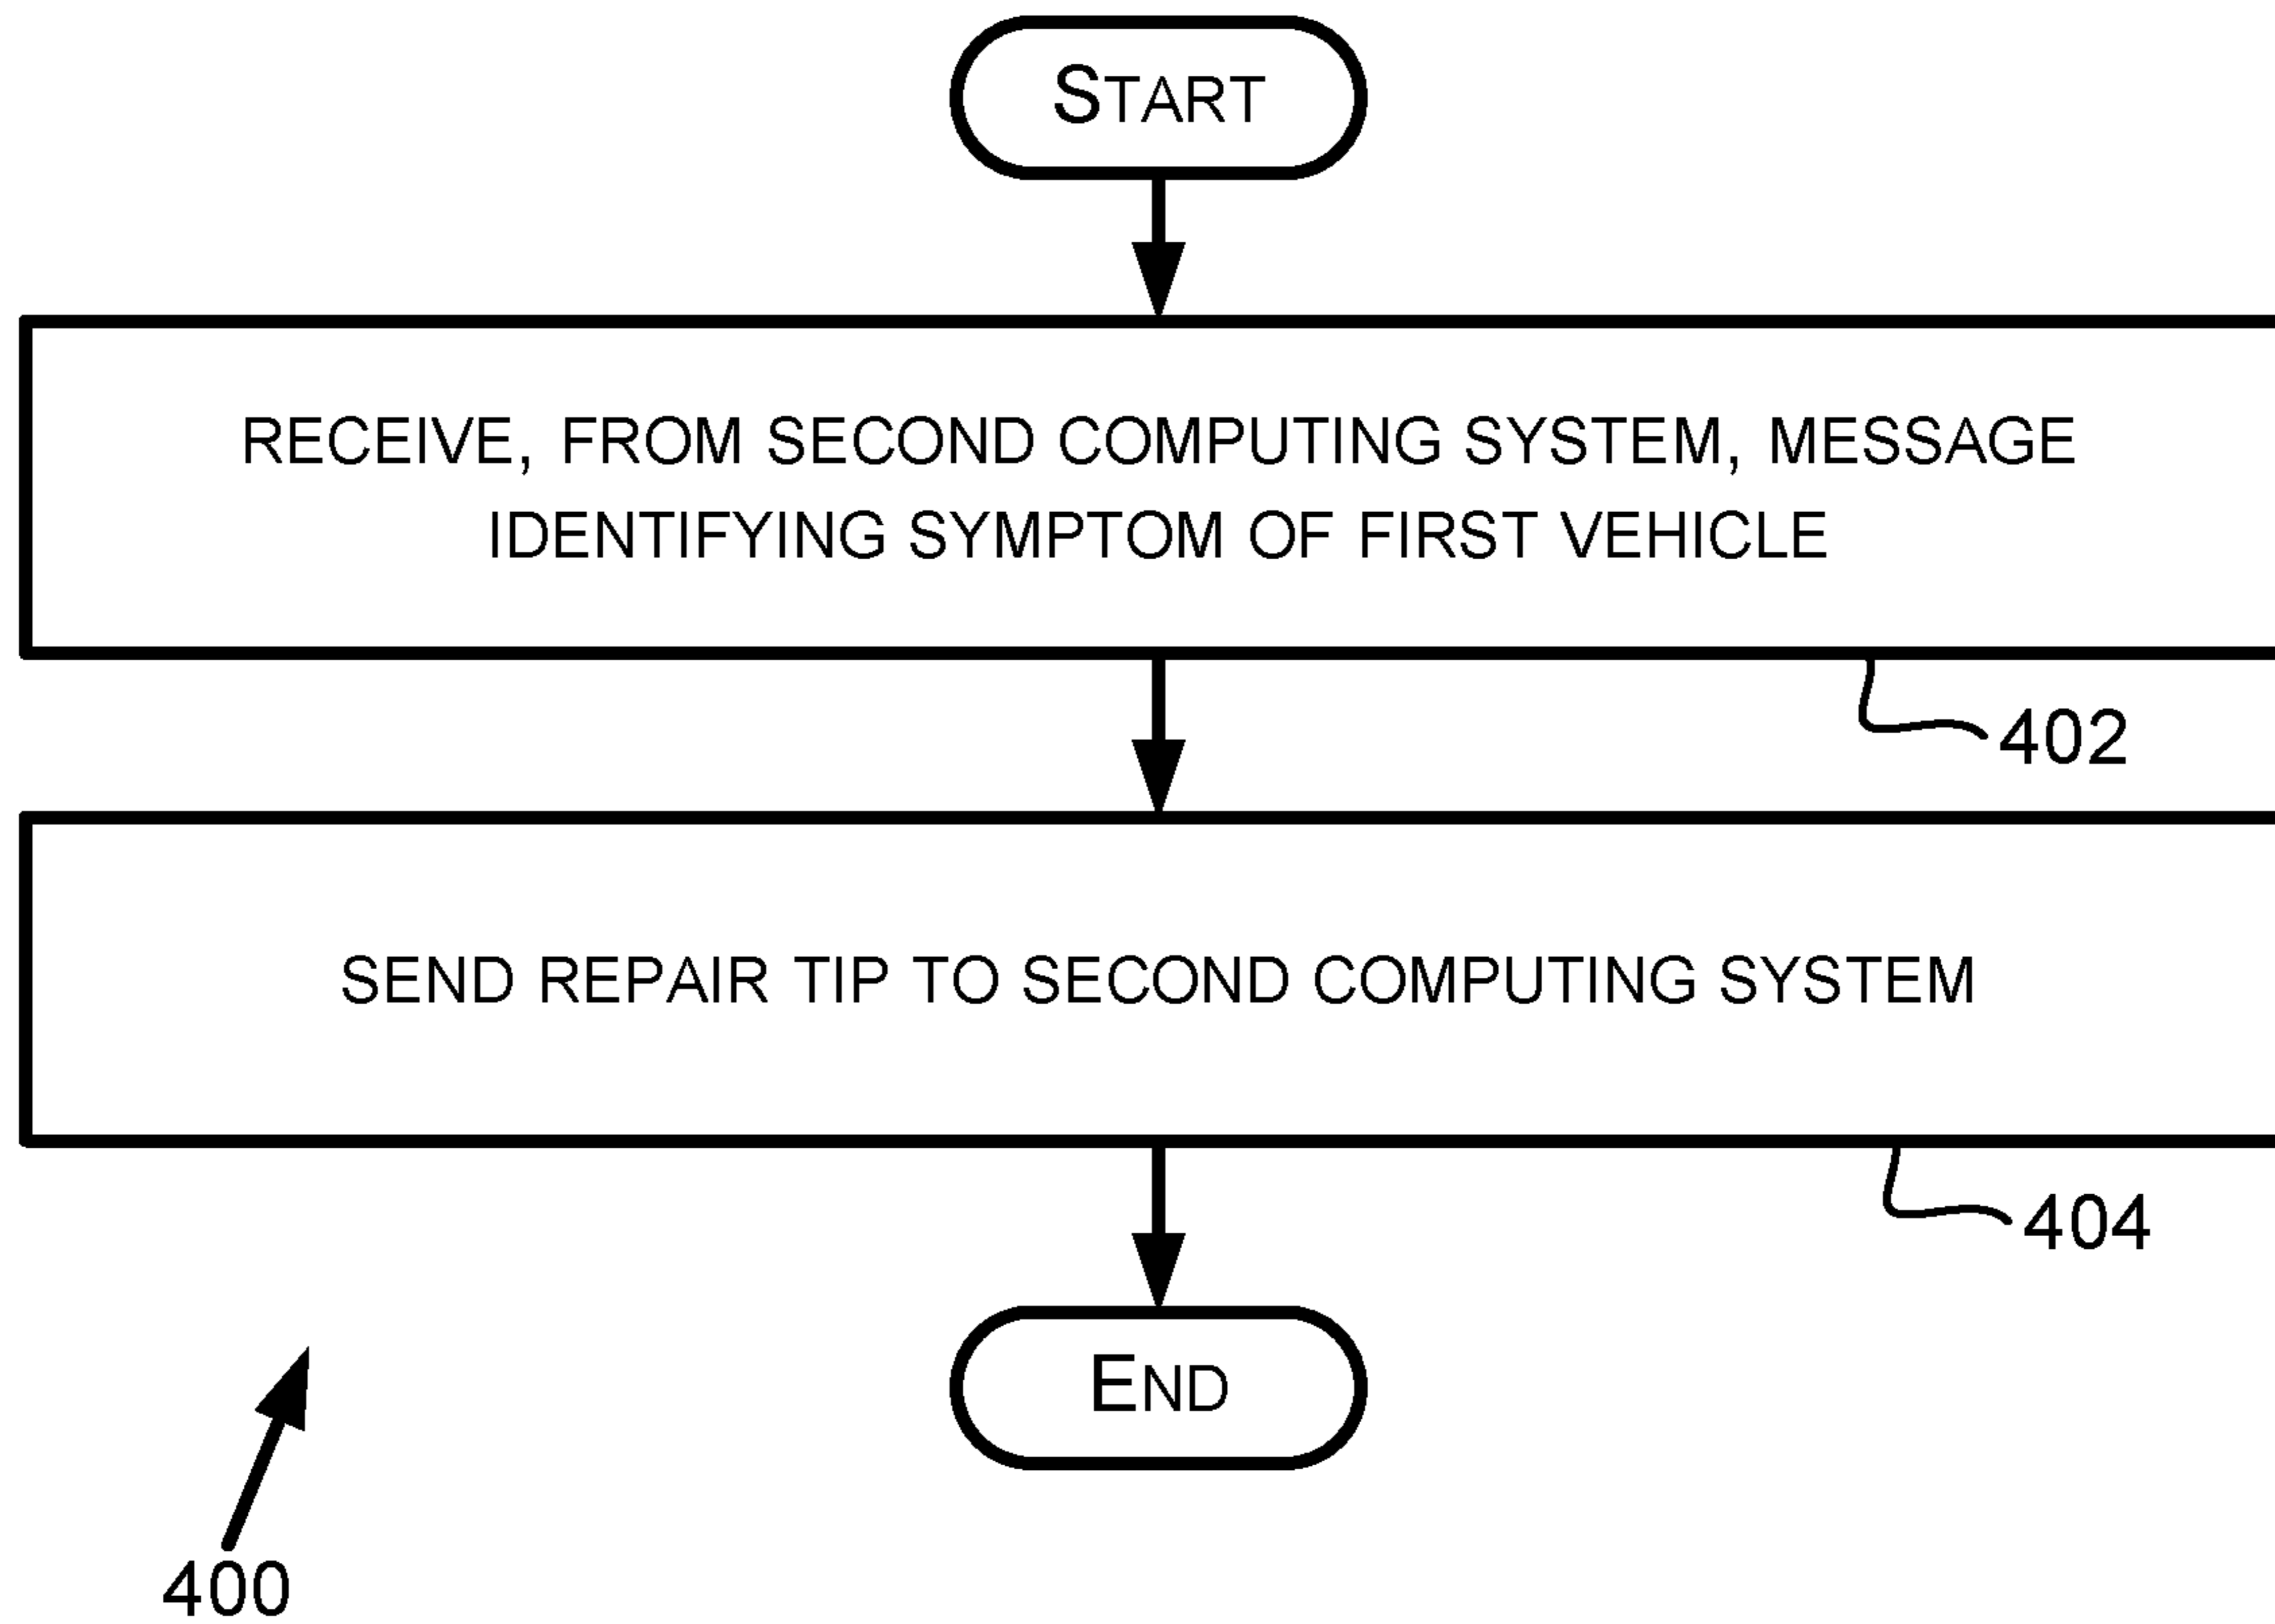 START
RECEIVE, FROM SECOND COMPUTING SYSTEM, MESSAGE
IDENTIFYING SYMPTOM OF FIRST VEHICLE
402
SEND REPAIR TIP TO SECOND COMPUTING SYSTEM
404
END
400